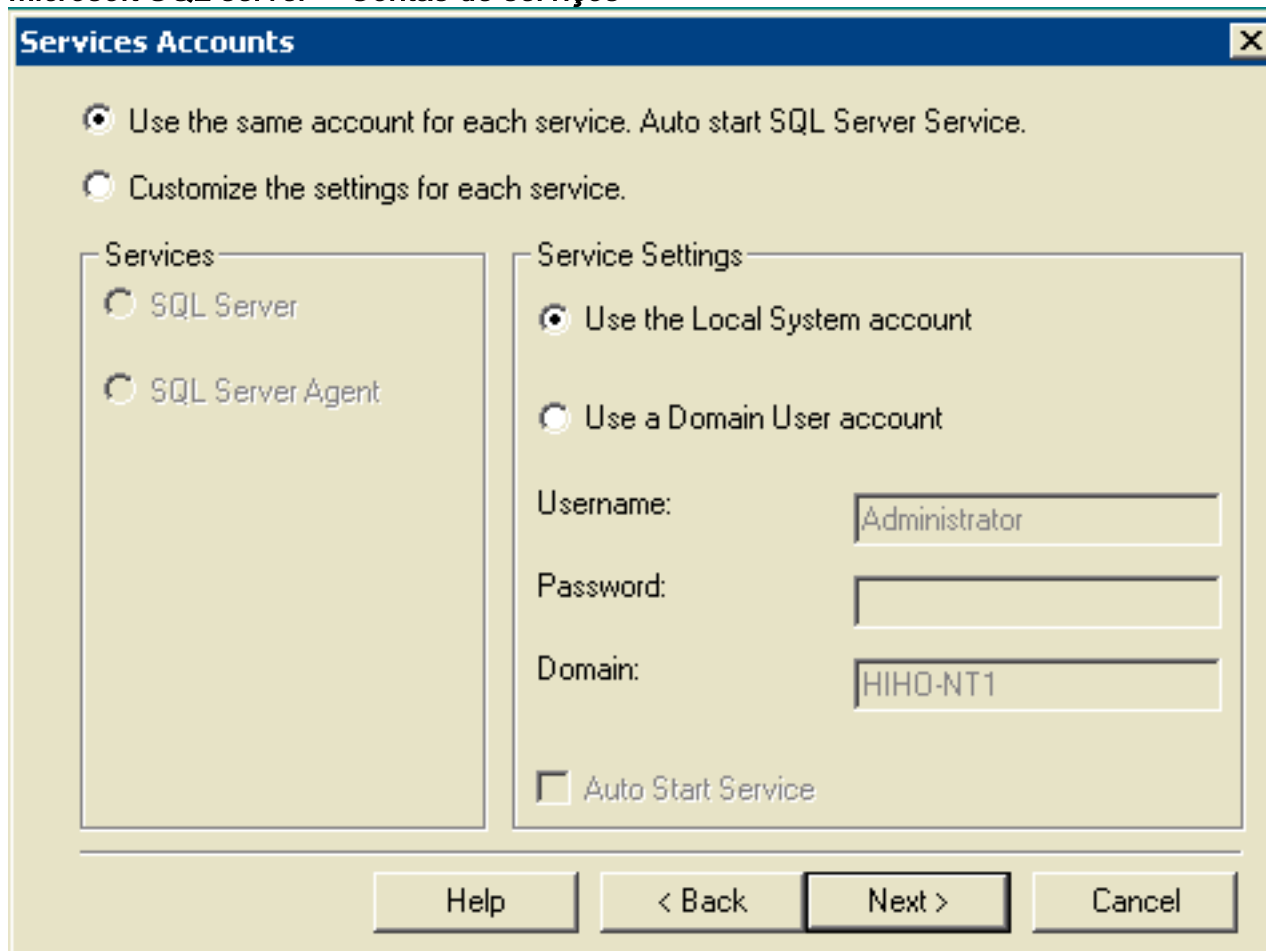 Services Accounts
Use the same account for each service. Auto start SQL Server Service.
Customize the settings for each service.
Services
SQL Server
SQL Server Agent
Service Settings
Use the Local System account
Use a Domain User account
Username:
Administrator
Password:
Domain:
HIHO-NT1
Auto Start Service
Help
< Back
Next >
Cancel